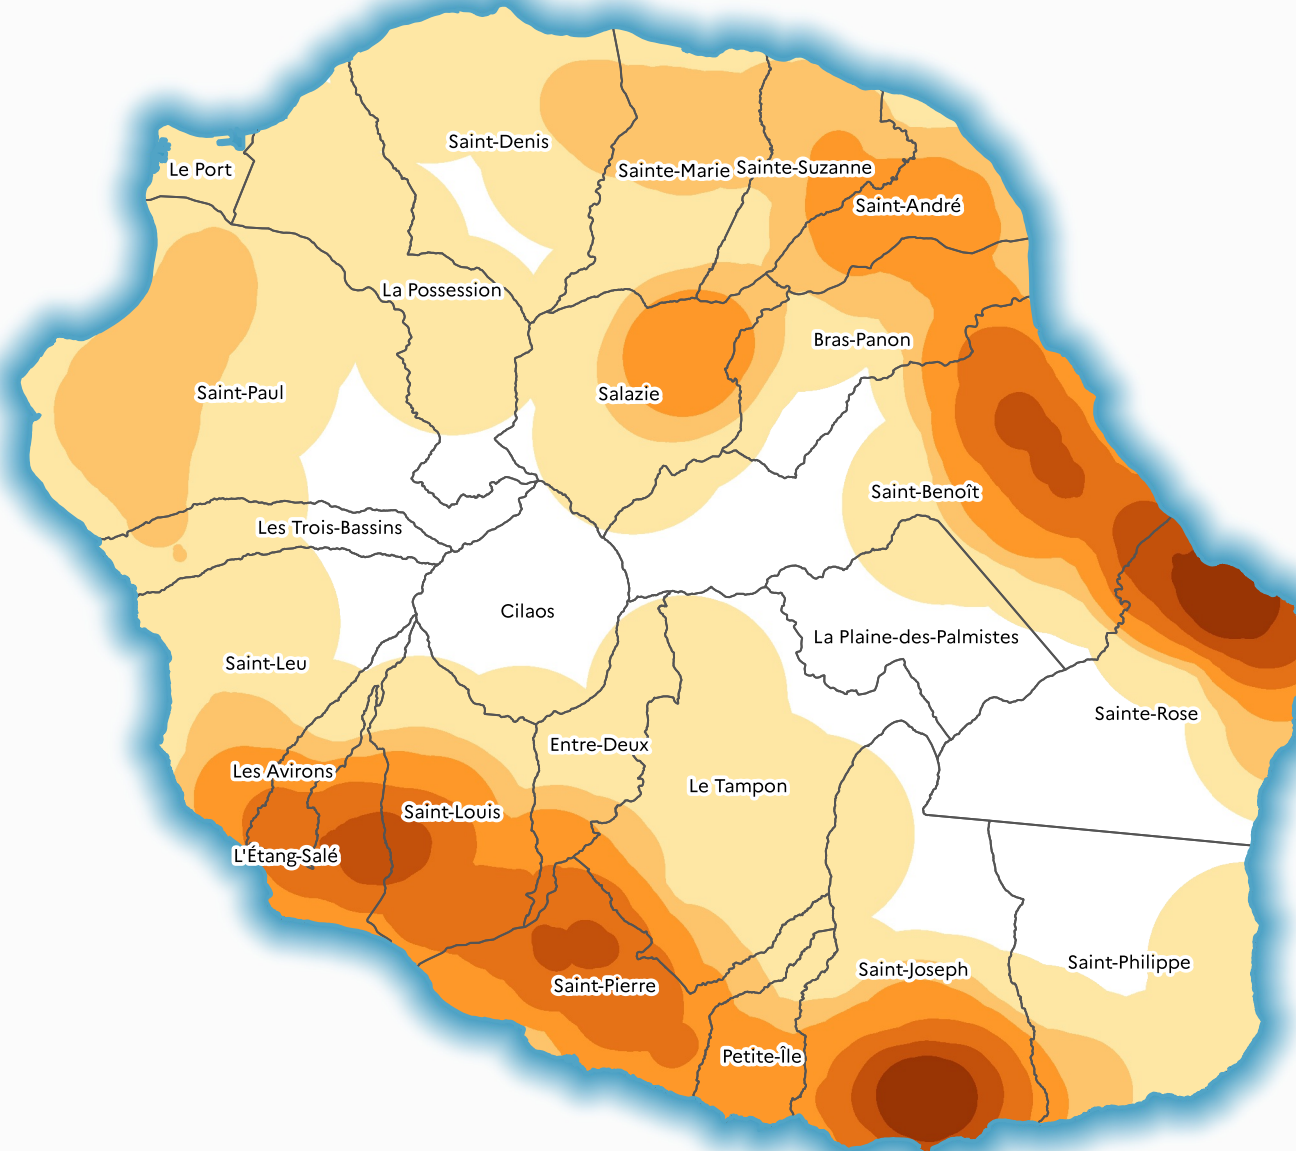 Saint-Denis
Le Port
Sainte-Marie
Sainte-Suzanne
Saint-André
La Possession
Bras-Panon
Saint-Paul
Salazie
Saint-Benoît
Les Trois-Bassins
Cilaos
La Plaine-des-Palmistes
Saint-Leu
Sainte-Rose
Entre-Deux
Les Avirons
Le Tampon
Saint-Louis
L'Étang-Salé
Saint-Joseph
Saint-Philippe
Saint-Pierre
Petite-Île